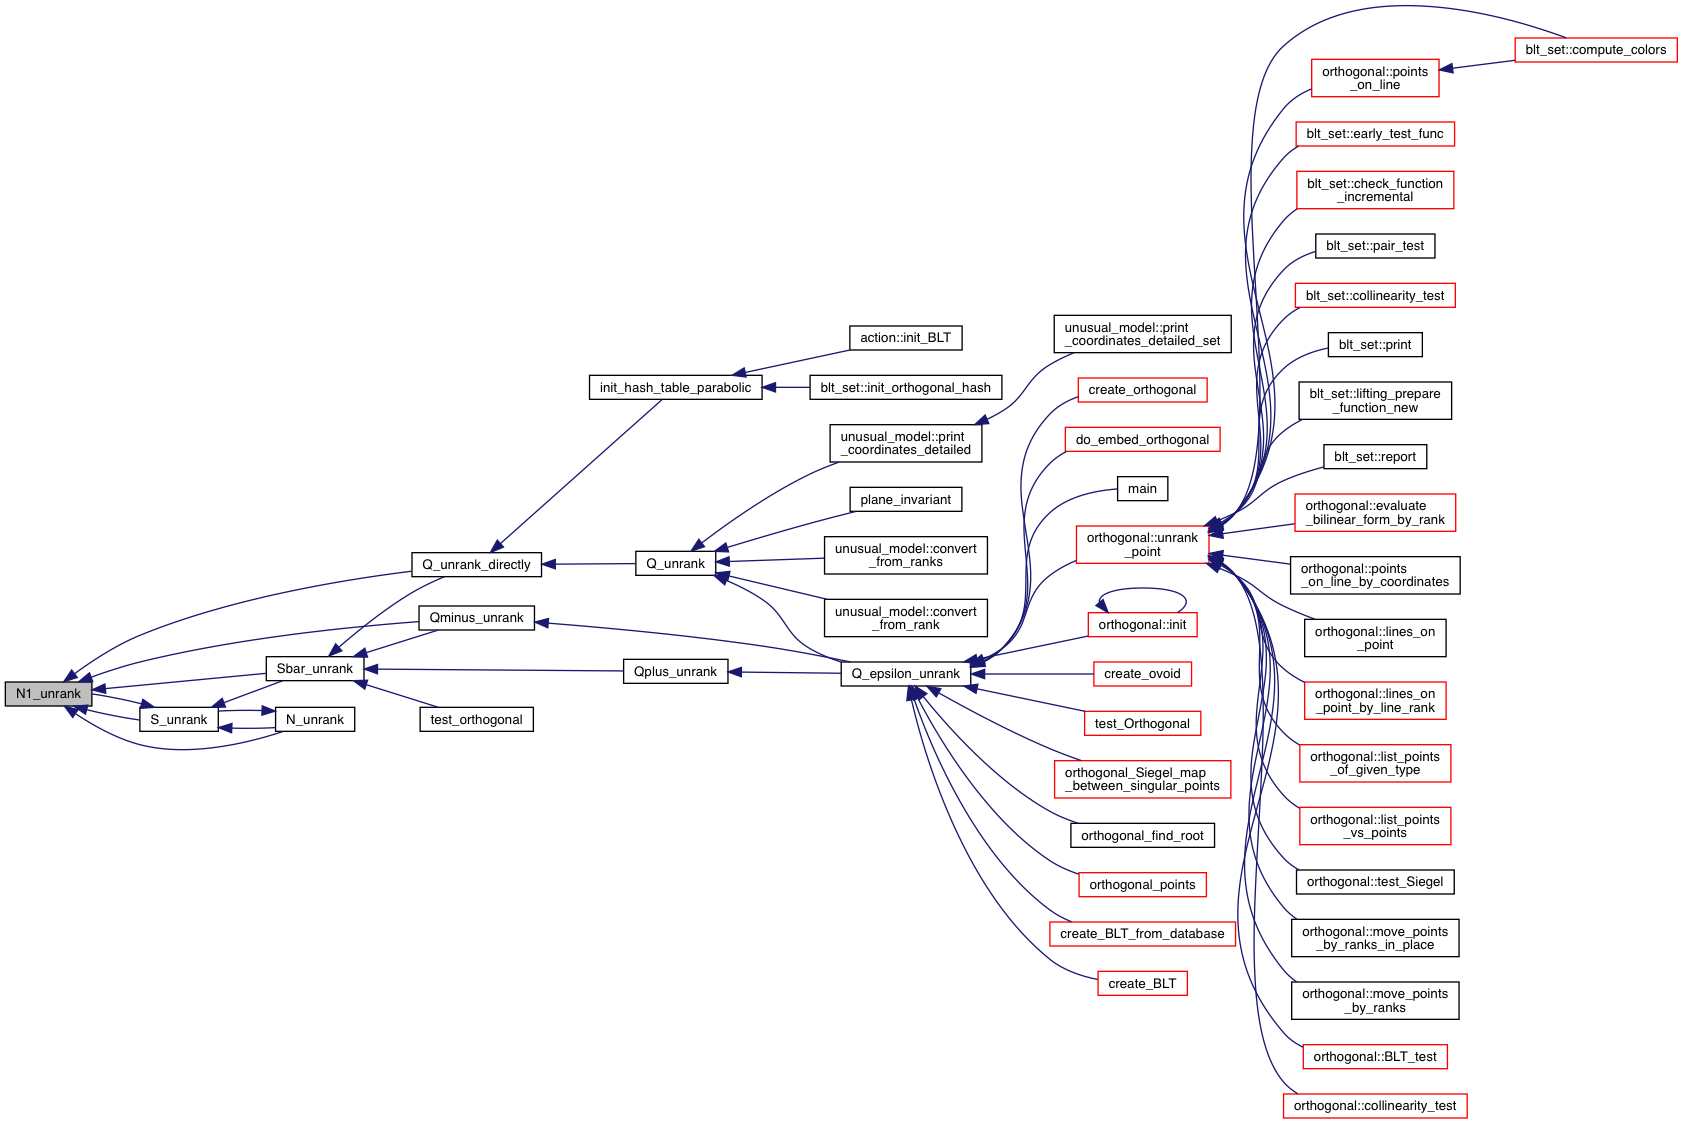 N1_unrank
Q_unrank_directly
Qminus_unrank
Sbar_unrank
S_unrank
N_unrank
test_orthogonal
init_hash_table_parabolic
Q_unrank
Qplus_unrank
action::init_BLT
blt_set::init_orthogonal_hash
unusual_model::print
_coordinates_detailed
plane_invariant
unusual_model::convert
_from_ranks
unusual_model::convert
_from_rank
Q_epsilon_unrank
unusual_model::print
_coordinates_detailed_set
create_orthogonal
do_embed_orthogonal
main
orthogonal::unrank
_point
orthogonal::init
create_ovoid
test_Orthogonal
orthogonal_Siegel_map
_between_singular_points
orthogonal_find_root
orthogonal_points
create_BLT_from_database
create_BLT
blt_set::compute_colors
orthogonal::points
_on_line
blt_set::early_test_func
blt_set::check_function
_incremental
blt_set::pair_test
blt_set::collinearity_test
blt_set::print
blt_set::lifting_prepare
_function_new
blt_set::report
orthogonal::evaluate
_bilinear_form_by_rank
orthogonal::points
_on_line_by_coordinates
orthogonal::lines_on
_point
orthogonal::lines_on
_point_by_line_rank
orthogonal::list_points
_of_given_type
orthogonal::list_points
_vs_points
orthogonal::test_Siegel
orthogonal::move_points
_by_ranks_in_place
orthogonal::move_points
_by_ranks
orthogonal::BLT_test
orthogonal::collinearity_test